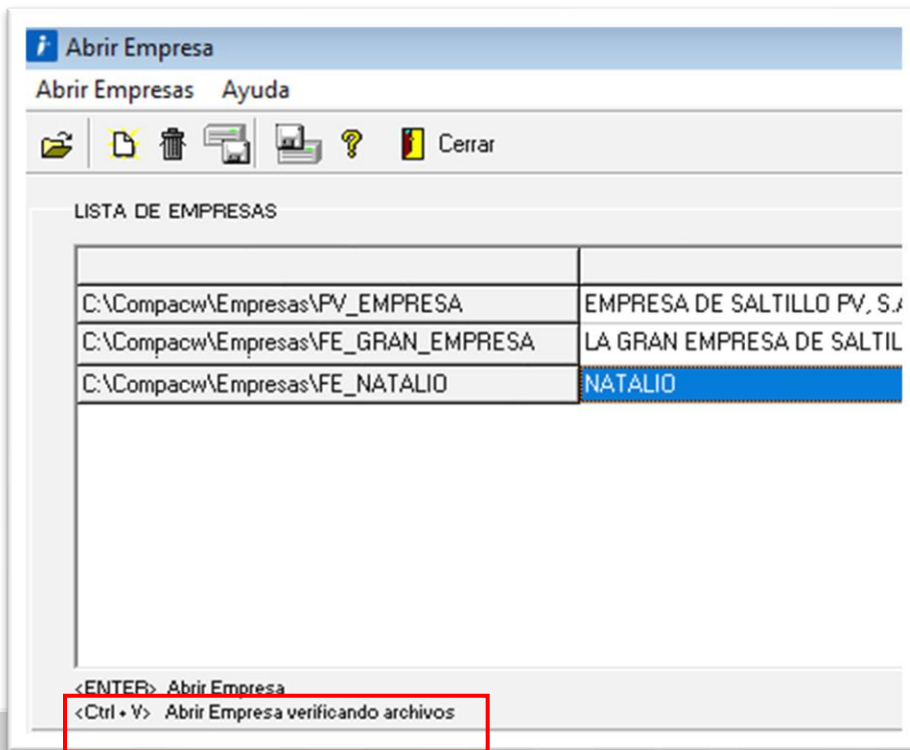 Abrir Empresa
Abrir Empresas Ayuda
Cerrar
LISTA DE EMPRESAS
C:\Compacw\Empresas\PV_EMPRESA EMPRESA DE SALTILLO PV, S.A
C:\Compacw\Empresas\FE_GRAN_EMPRESA LA GRAN EMPRESA DE SALTIL
C:\Compacw\Empresas\FE_NATALIO NATALIO
<ENTER> Abrir Empresa
<Ctrl + V> Abrir Empresa verificando archivos